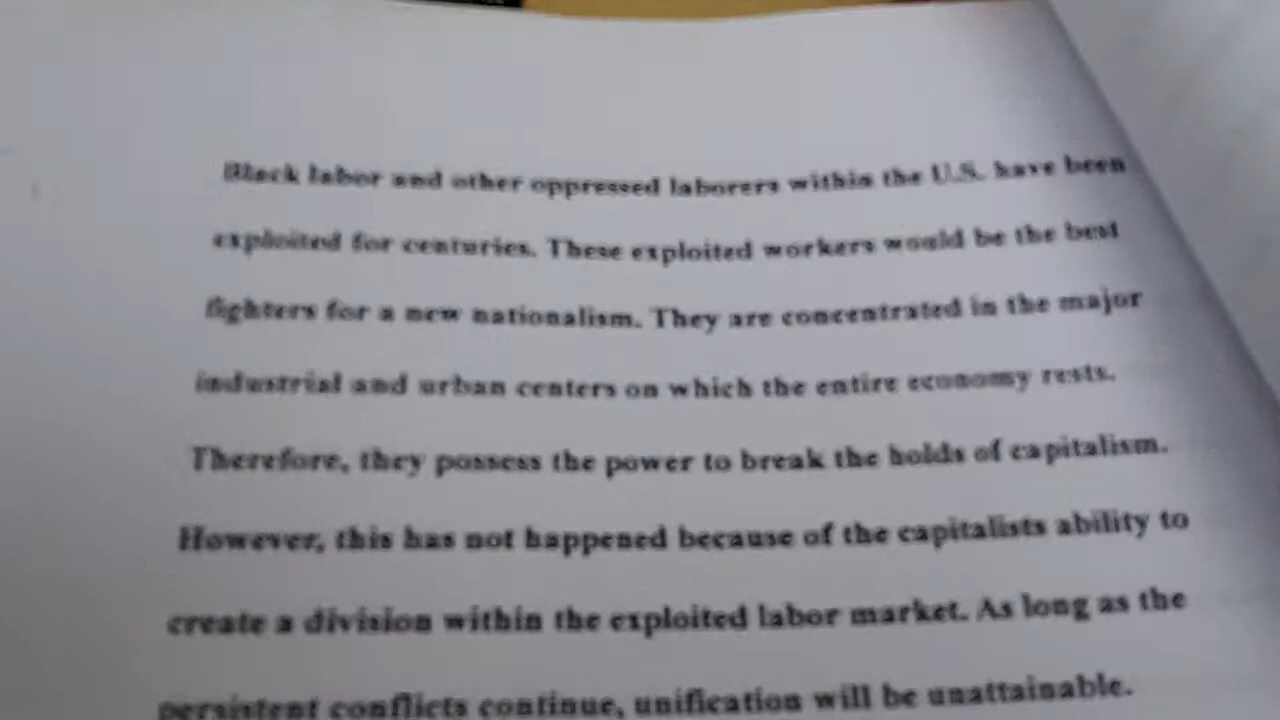 Black labor and other oppressed laborers within the U.S. have been
exploited for centuries. These exploited workers would be the best
fighters for a new nationalism. They are concentrated in the major
industrial and urban centers on which the entire economy rests.
Therefore, they possess the power to break the holds of capitalism.
However, this has not happened because of the capitalists ability to
create a division within the exploited labor market. As long as the
persistent conflicts continue, unification will be unattainable.